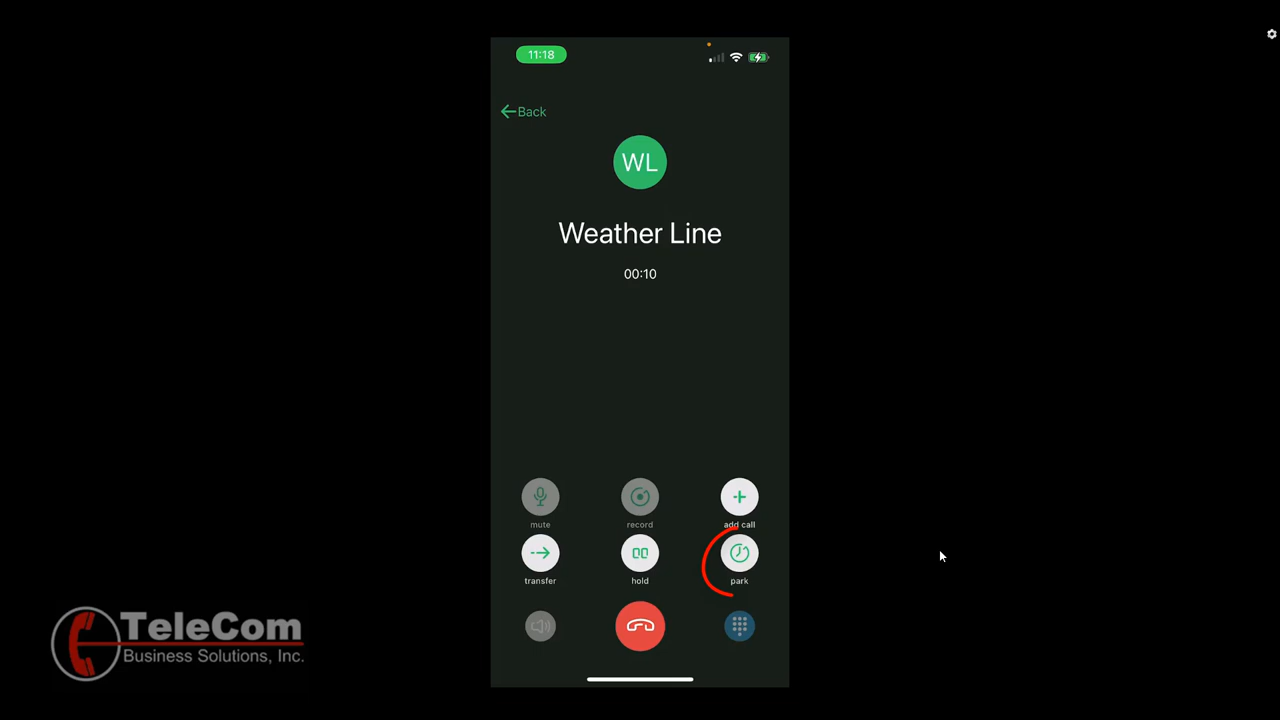 11:18
Back
WL
Weather Line
00:10
mute
record
add call
transfer
hold
park
TeleCom
Business Solutions, Inc.